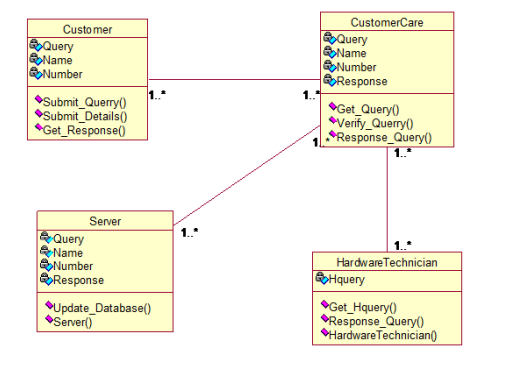 Customer
Query
Name
Number
Submit_Querry()
Submit_Details()
Get_Response()
1..*
1..*
CustomerCare
Query
Name
Number
Response
Get_Query()
Verify_Querry()
Response_Query()
1..*
1..*
Server
Query
Name
Number
Response
Update_Database()
Server()
1..*
1..*
HardwareTechnician
Hquery
Get_Hquery()
Response_Query()
HardwareTechnician()